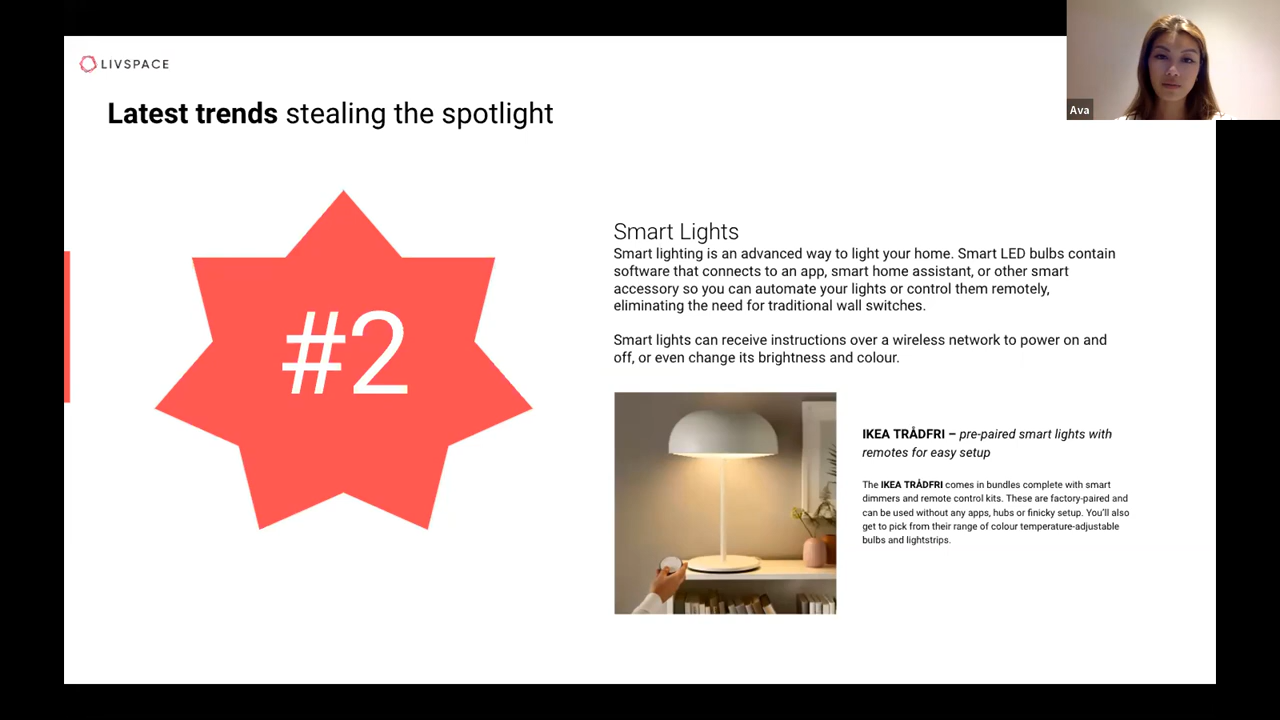 LIVSPACE
Latest trends stealing the spotlight
Ava
#2
Smart Lights
Smart lighting is an advanced way to light your home. Smart LED bulbs contain
software that connects to an app, smart home assistant, or other smart
accessory so you can automate your lights or control them remotely,
eliminating the need for traditional wall switches.
Smart lights can receive instructions over a wireless network to power on and
off, or even change its brightness and colour.
IKEA TRÅDFRI – pre-paired smart lights with
remotes for easy setup
The IKEA TRÅDFRI comes in bundles complete with smart
dimmers and remote control kits. These are factory-paired and
can be used without any apps, hubs or finicky setup. You’ll also
get to pick from their range of colour temperature-adjustable
bulbs and lightstrips.